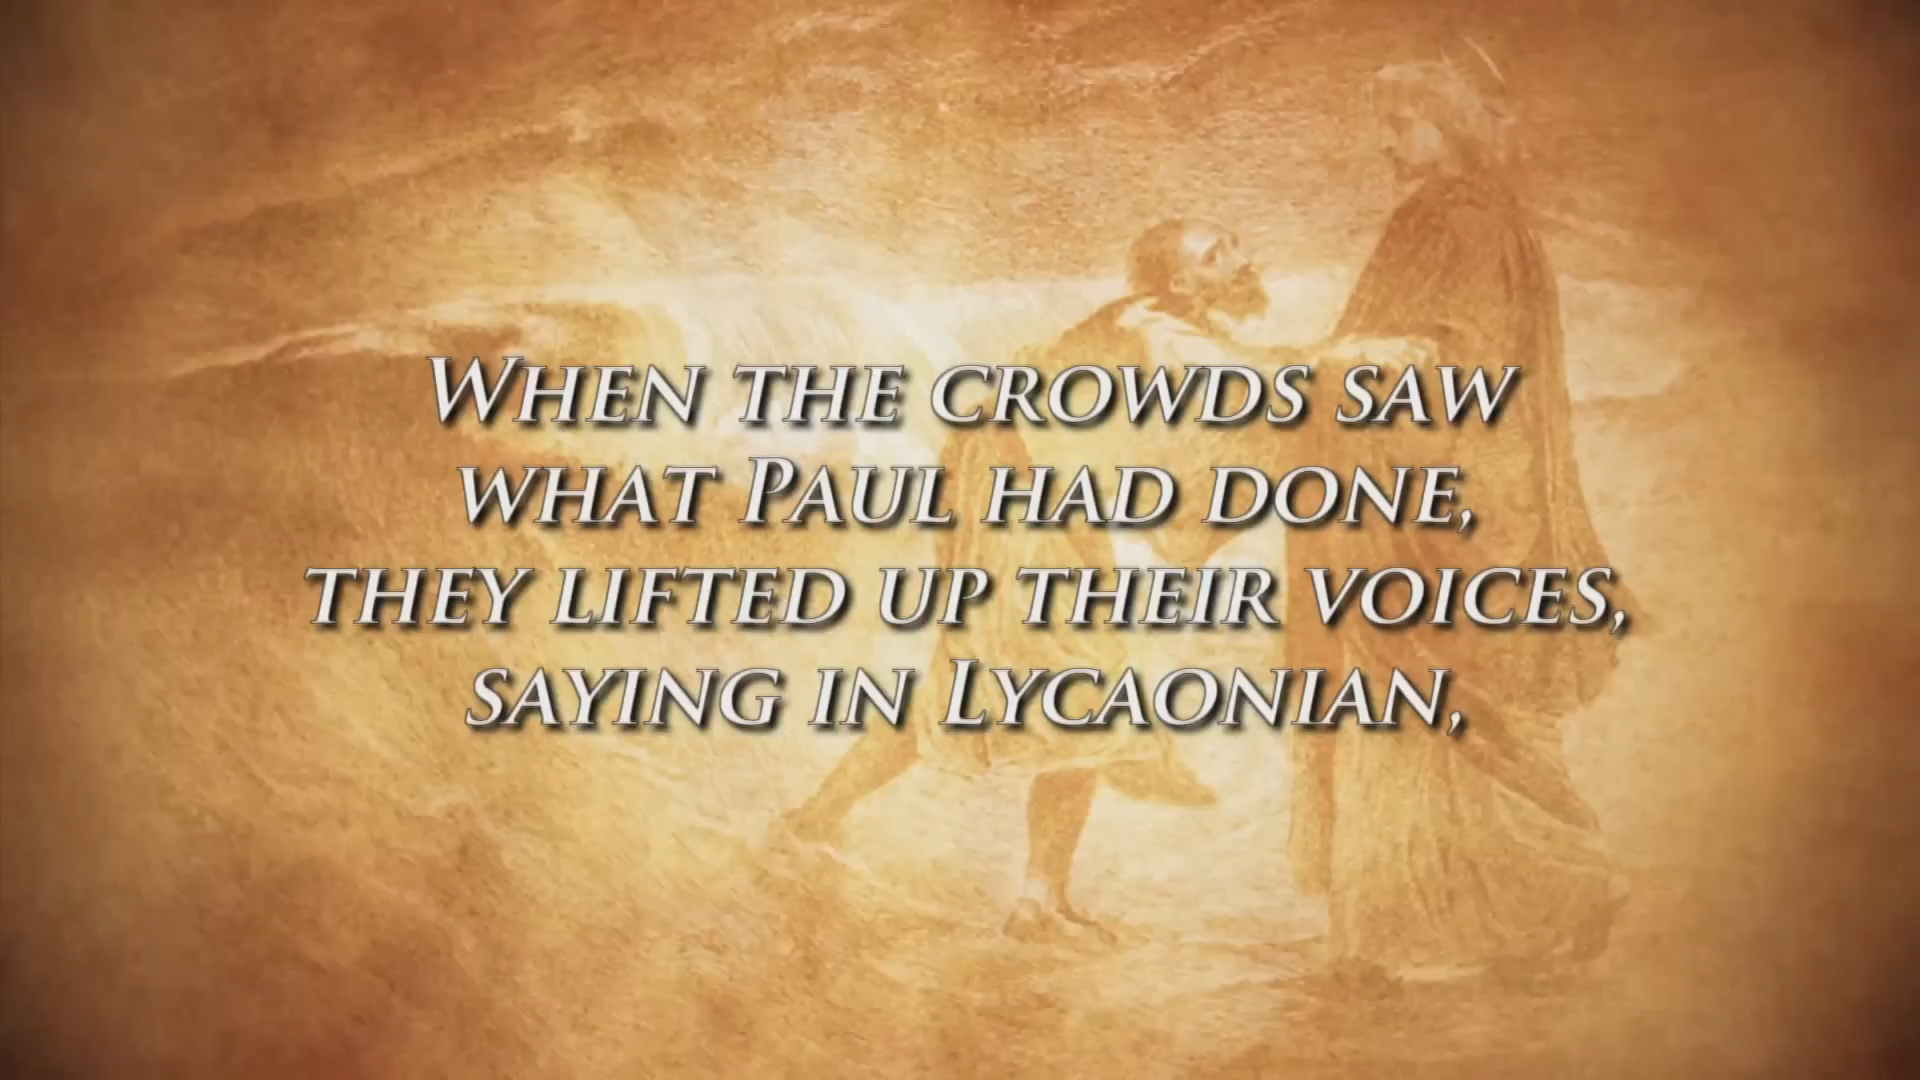 When the crowds saw
what Paul had done,
they lifted up their voices,
saying in Lycaonian,